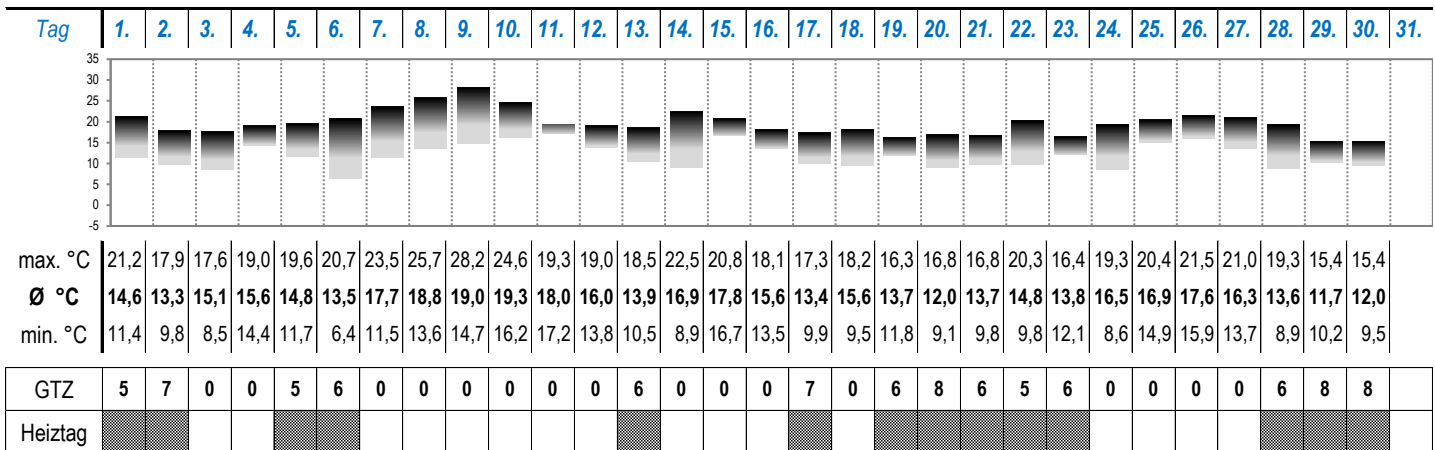 Tag 1. 2. 3. 4. 5. 6. 7. 8. 9. 10. 11. 12. 13. 14. 15. 16. 17. 18. 19. 20. 21. 22. 23. 24. 25. 26. 27. 28. 29. 30. 31.
35
30
25
20
15
10
5
0
-5
max. °C 21,2 17,9 17,6 19,0 19,6 20,7 23,5 25,7 28,2 24,6 19,3 19,0 18,5 22,5 20,8 18,1 17,3 18,2 16,3 16,8 16,8 20,3 16,4 19,3 20,4 21,5 21,0 19,3 15,4 15,4
Ø °C 14,6 13,3 15,1 15,6 14,8 13,5 17,7 18,8 19,0 19,3 18,0 16,0 13,9 16,9 17,8 15,6 13,4 15,6 13,7 12,0 13,7 14,8 13,8 16,5 16,9 17,6 16,3 13,6 11,7 12,0
min. °C 11,4 9,8 8,5 14,4 11,7 6,4 11,5 13,6 14,7 16,2 17,2 13,8 10,5 8,9 16,7 13,5 9,9 9,5 11,8 9,1 9,8 9,8 12,1 8,6 14,9 15,9 13,7 8,9 10,2 9,5
GTZ 5 7 0 0 5 6 0 0 0 0 0 0 6 0 0 0 7 0 6 8 6 5 6 0 0 0 0 6 8 8
Heiztag